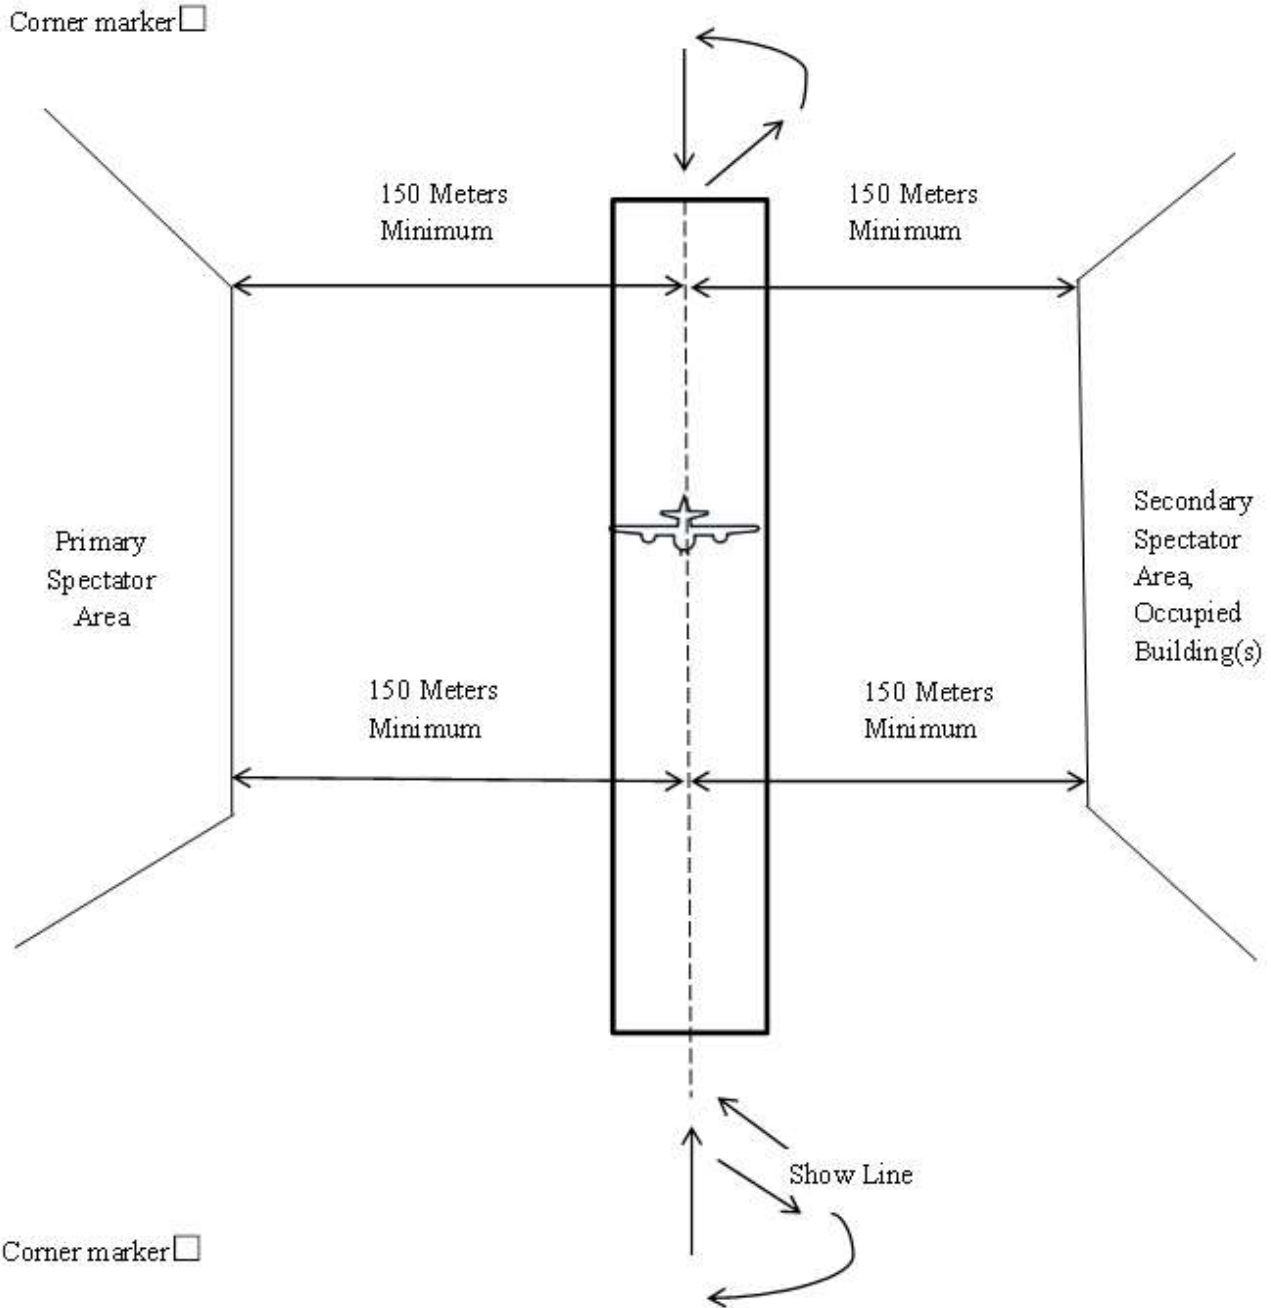 Corner marker
150 Meters
Minimum
150 Meters
Minimum
Primary
Spectator
Area
Secondary
Spectator
Area,
Occupied
Building(s)
150 Meters
Minimum
150 Meters
Minimum
Show Line
Corner marker